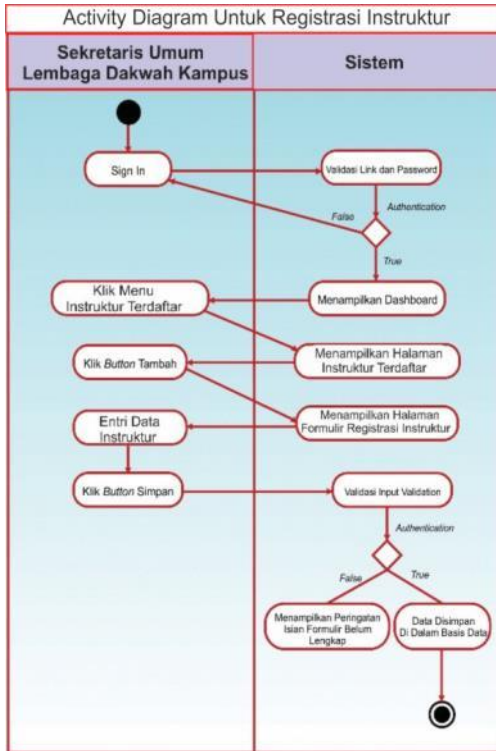 Activity Diagram Untuk Registrasi Instruktur
Sekretaris Umum
Lembaga Dakwah Kampus
Sistem
Sign In
Validasi Link dan Password
False
Authentication
True
Klik Menu
Instruktur Terdaftar
Menampilkan Dashboard
Klik Button Tambah
Menampilkan Halaman
Instruktur Terdaftar
Entri Data
Instruktur
Menampilkan Halaman
Formulir Registrasi Instruktur
Klik Button Simpan
Validasi Input Validation
Authentication
False
True
Menampilkan Peringatan
Isian Formulir Belum
Lengkap
Data Disimpan
Di Dalam Basis Data